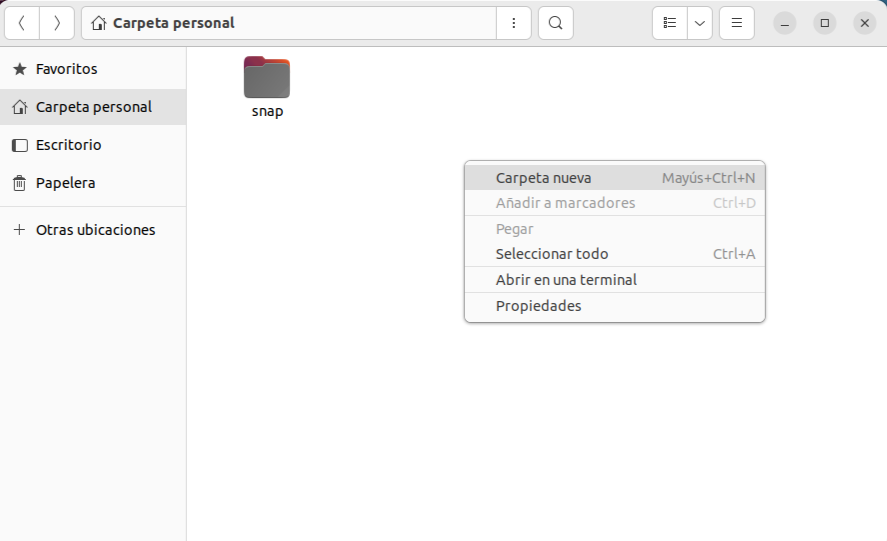 Carpeta personal
Favoritos
Carpeta personal
Escritorio
Papelera
Otras ubicaciones
snap
Carpeta nueva Mayús+Ctrl+N
Añadir a marcadores Ctrl+D
Pegar
Seleccionar todo Ctrl+A
Abrir en una terminal
Propiedades